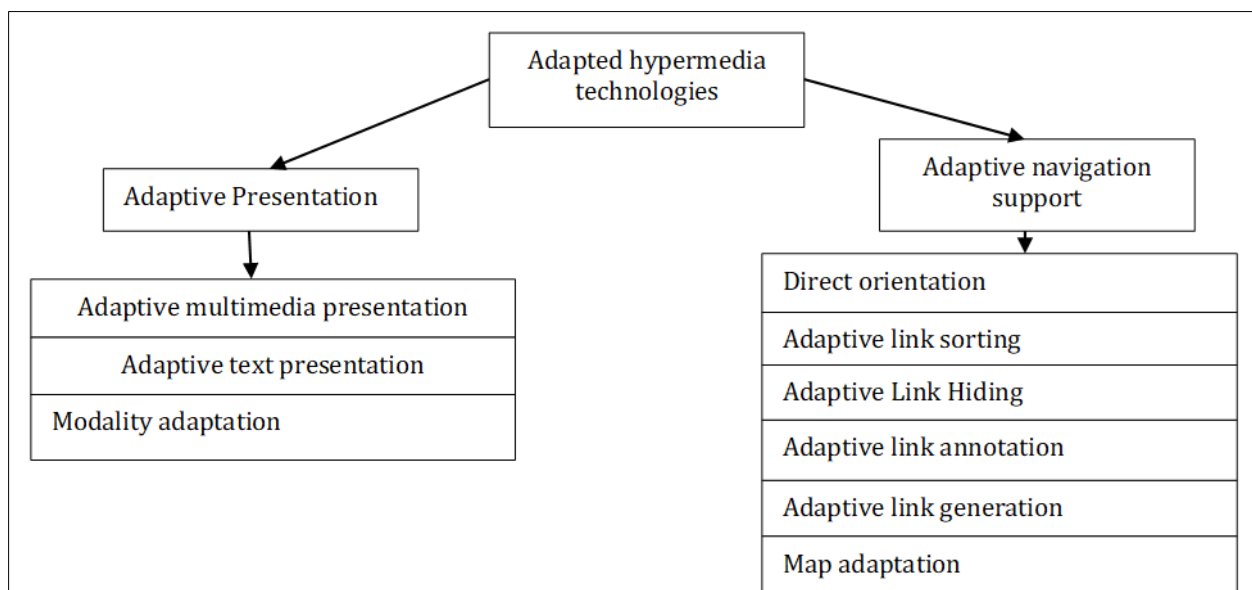 Adapted hypermedia
technologies
Adaptive Presentation
Adaptive navigation
support
Adaptive multimedia presentation
Adaptive text presentation
Modality adaptation
Direct orientation
Adaptive link sorting
Adaptive Link Hiding
Adaptive link annotation
Adaptive link generation
Map adaptation